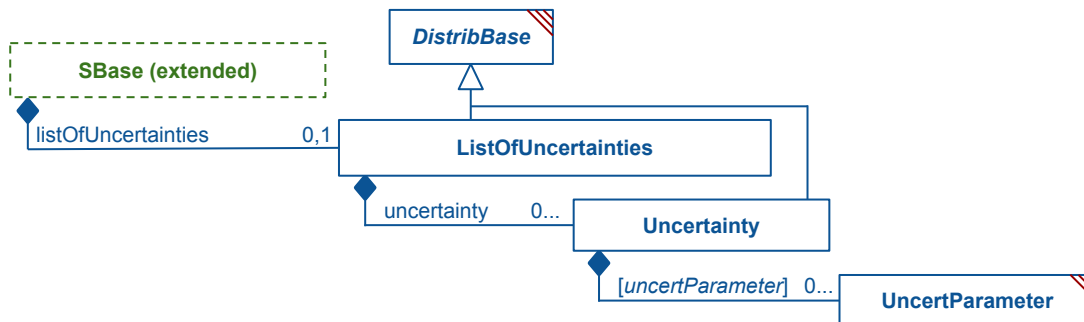 DistribBase
SBase (extended)
listOfUncertainties 0,1
ListOfUncertainties
uncertainty 0...
Uncertainty
[uncertParameter] 0...
UncertParameter